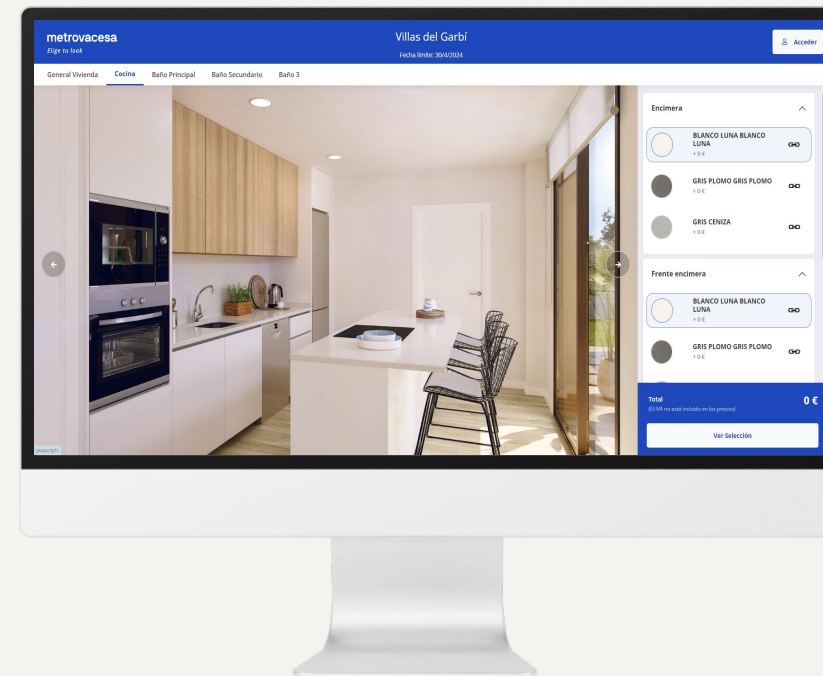 metrovacesa
Elige tu look
Villas del Garbí
Fecha límite: 30/4/2024
Acceder
General Vivienda Cocina Baño Principal Baño Secundario Baño 3
Encimera
BLANCO LUNA BLANCO
LUNA
+ 0 €
GRIS PLOMO GRIS PLOMO
+ 0 €
GRIS CENIZA
+ 0 €
Frente encimera
BLANCO LUNA BLANCO
LUNA
+ 0 €
GRIS PLOMO GRIS PLOMO
+ 0 €
Total 0 €
(El IVA no está incluido en los precios)
Ver Selección